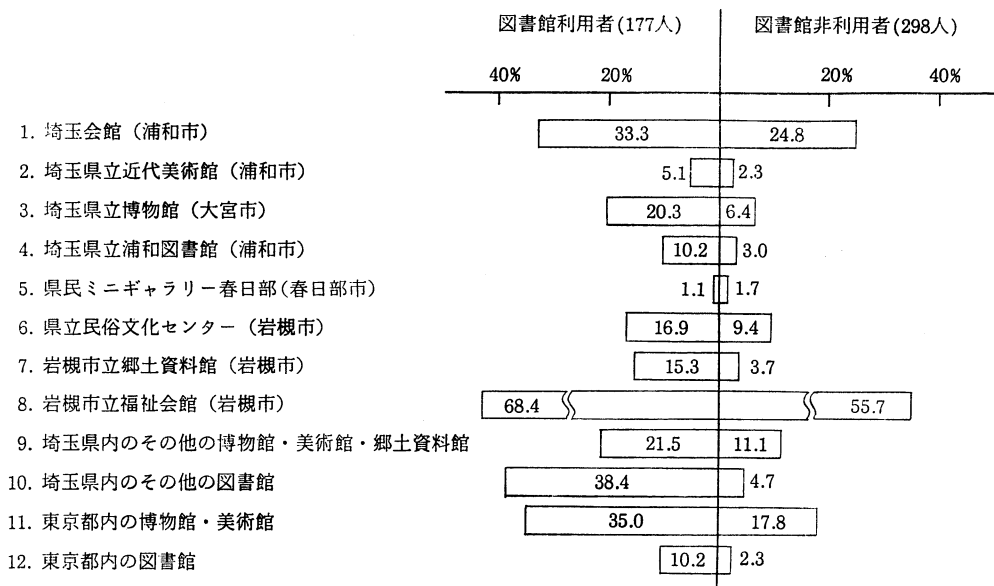 図書館利用者(177人) 図書館非利用者(298人)
40% 20% 20% 40%
1. 埼玉会館(浦和市) 33.3 24.8
2. 埼玉県立近代美術館(浦和市) 5.1 2.3
3. 埼玉県立博物館(大宮市) 20.3 6.4
4. 埼玉県立浦和図書館(浦和市) 10.2 3.0
5. 県民ミニギャラリー春日部(春日部市) 1.1 1.7
6. 県立民俗文化センター(岩槻市) 16.9 9.4
7. 岩槻市立郷土資料館(岩槻市) 15.3 3.7
8. 岩槻市立福祉会館(岩槻市) 68.4 55.7
9. 埼玉県内のその他の博物館・美術館・郷土資料館 21.5 11.1
10. 埼玉県内のその他の図書館 38.4 4.7
11. 東京都内の博物館・美術館 35.0 17.8
12. 東京都内の図書館 10.2 2.3